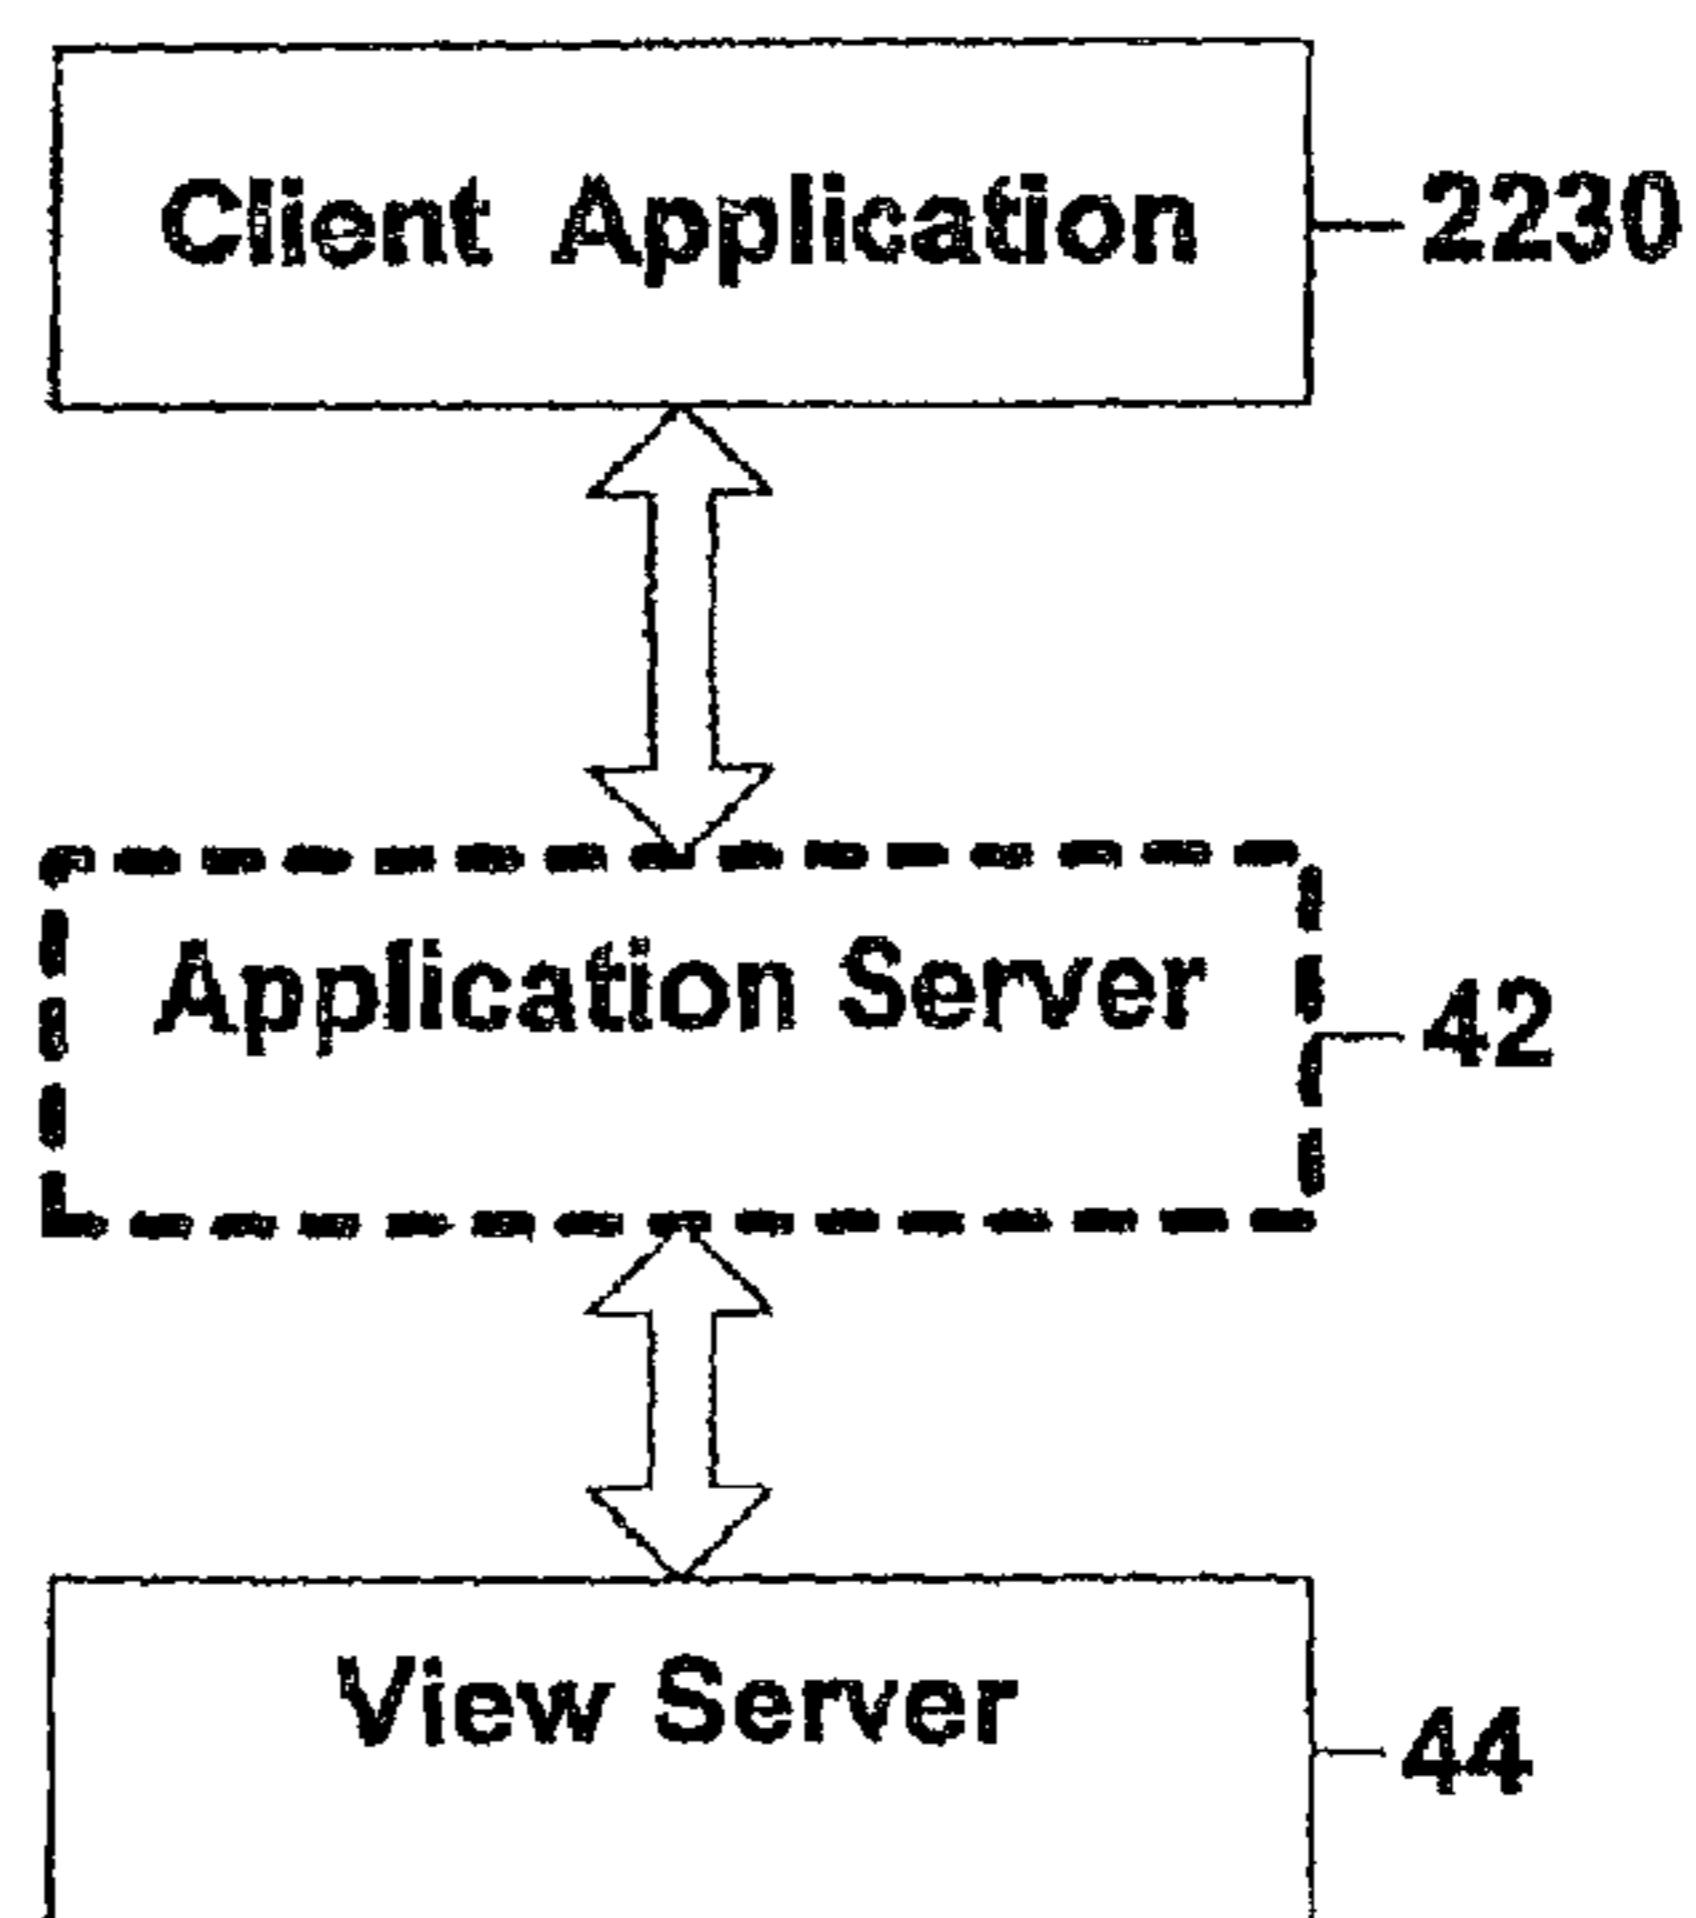 Client Application
2230
Application Server
42
View Server
44